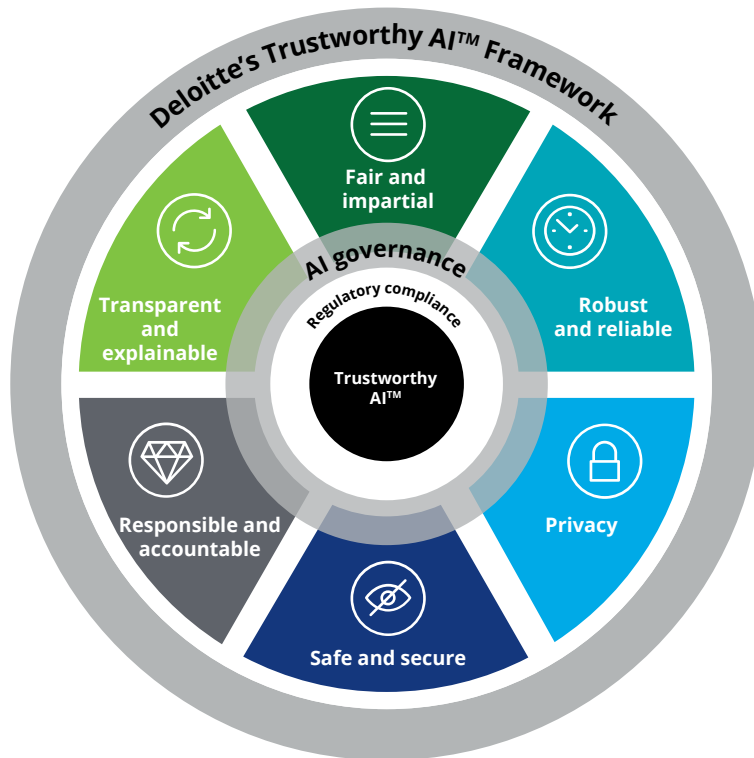 Deloitte's Trustworthy AI™ Framework
Fair and
impartial
Robust
and reliable
Privacy
Safe and secure
Responsible and
accountable
Transparent
and
explainable
AI governance
Regulatory compliance
Trustworthy
AI™